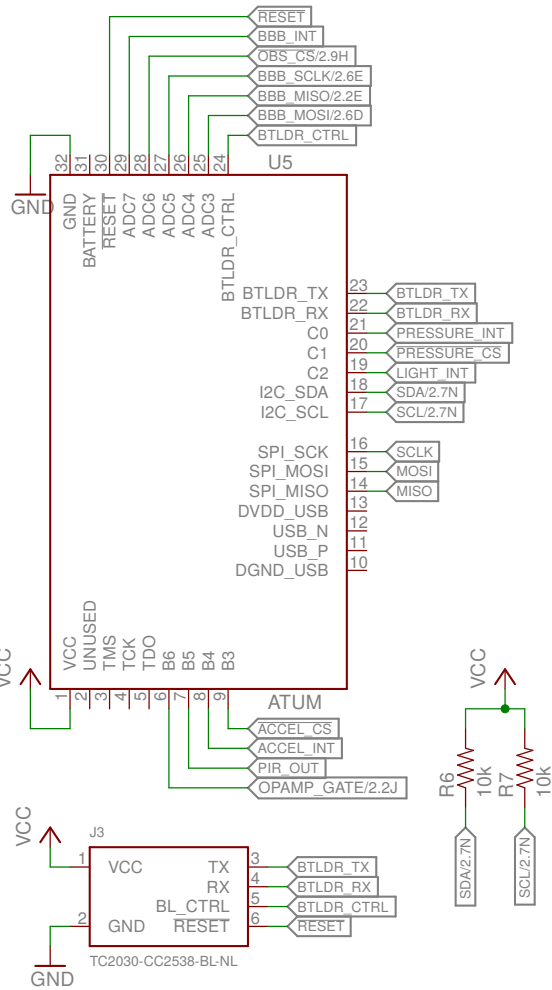 RESET
BBB_INT
OBS_CS/2.9H
BBB_SCLK/2.6E
BBB_MISO/2.2E
BBB_MOSI/2.6D
BTLDR_CTRL
32 31 30 29 28 27 26 25 24
U5
GND
GND BATTERY RESET ADC7 ADC6 ADC5 ADC4 ADC3 BTLDR_CTRL
BTLDR_TX 23 BTLDR_TX
BTLDR_RX 22 BTLDR_RX
C0 21 PRESSURE_INT
C1 20 PRESSURE_CS
C2 19 LIGHT_INT
I2C_SDA 18 SDA/2.7N
I2C_SCL 17 SCL/2.7N
SPI_SCK 16 SCLK
SPI_MOSI 15 MOSI
SPI_MISO 14 MISO
DVDD_USB 13
USB_N 12
USB_P 11
DGND_USB 10
VCC UNUSED TMS TCK TDO B6 B5 B4 B3
VCC
1 2 3 4 5 6 7 8 9
ATUM
ACCEL_CS
ACCEL_INT
PIR_OUT
OPAMP_GATE/2.2J
VCC
R6 10k R7 10k
SDA/2.7N SCL/2.7N
VCC
J3
1 VCC TX 3 BTLDR_TX
RX 4 BTLDR_RX
BL_CTRL 5 BTLDR_CTRL
2 GND RESET 6 RESET
TC2030-CC2538-BL-NL
GND